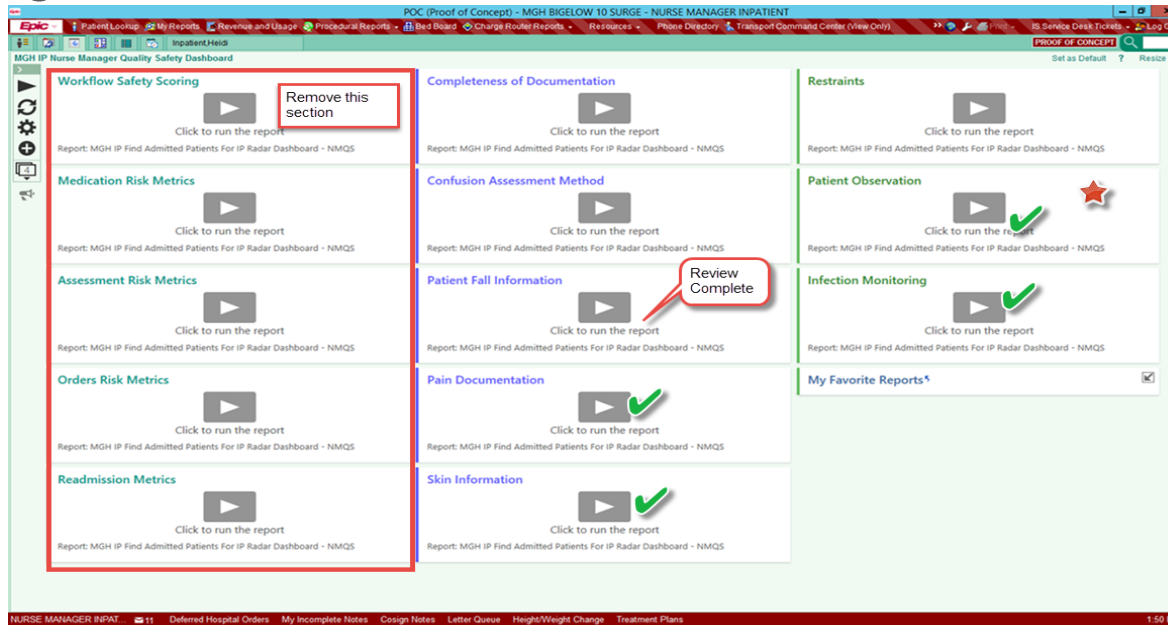 POC (Proof of Concept) - MGH BIGELOW 10 SURGE - NURSE MANAGER INPATIENT
Epic Patient Lookup My Reports Revenue and Usage Procedural Reports Bed Board Charge Router Reports Resources Phone Directory Transport Command Center (View Only) Print IS Service Desk Tickets Log
Inpatient,Heidi PROOF OF CONCEPT
MGH IP Nurse Manager Quality Safety Dashboard Set as Default ? Resize
4
Workflow Safety Scoring
Remove this
section
Click to run the report
Report: MGH IP Find Admitted Patients For IP Radar Dashboard - NMQS
Medication Risk Metrics
Click to run the report
Report: MGH IP Find Admitted Patients For IP Radar Dashboard - NMQS
Assessment Risk Metrics
Click to run the report
Report: MGH IP Find Admitted Patients For IP Radar Dashboard - NMQS
Orders Risk Metrics
Click to run the report
Report: MGH IP Find Admitted Patients For IP Radar Dashboard - NMQS
Readmission Metrics
Click to run the report
Report: MGH IP Find Admitted Patients For IP Radar Dashboard - NMQS
Completeness of Documentation
Click to run the report
Report: MGH IP Find Admitted Patients For IP Radar Dashboard - NMQS
Confusion Assessment Method
Click to run the report
Report: MGH IP Find Admitted Patients For IP Radar Dashboard - NMQS
Patient Fall Information
Review
Complete
Click to run the report
Report: MGH IP Find Admitted Patients For IP Radar Dashboard - NMQS
Pain Documentation
Click to run the report
Report: MGH IP Find Admitted Patients For IP Radar Dashboard - NMQS
Skin Information
Click to run the report
Report: MGH IP Find Admitted Patients For IP Radar Dashboard - NMQS
Restraints
Click to run the report
Report: MGH IP Find Admitted Patients For IP Radar Dashboard - NMQS
Patient Observation
Click to run the report
Report: MGH IP Find Admitted Patients For IP Radar Dashboard - NMQS
Infection Monitoring
Click to run the report
Report: MGH IP Find Admitted Patients For IP Radar Dashboard - NMQS
My Favorite Reports
NURSE MANAGER INPAT... 11 Deferred Hospital Orders My Incomplete Notes Cosign Notes Letter Queue Height/Weight Change Treatment Plans 1:50